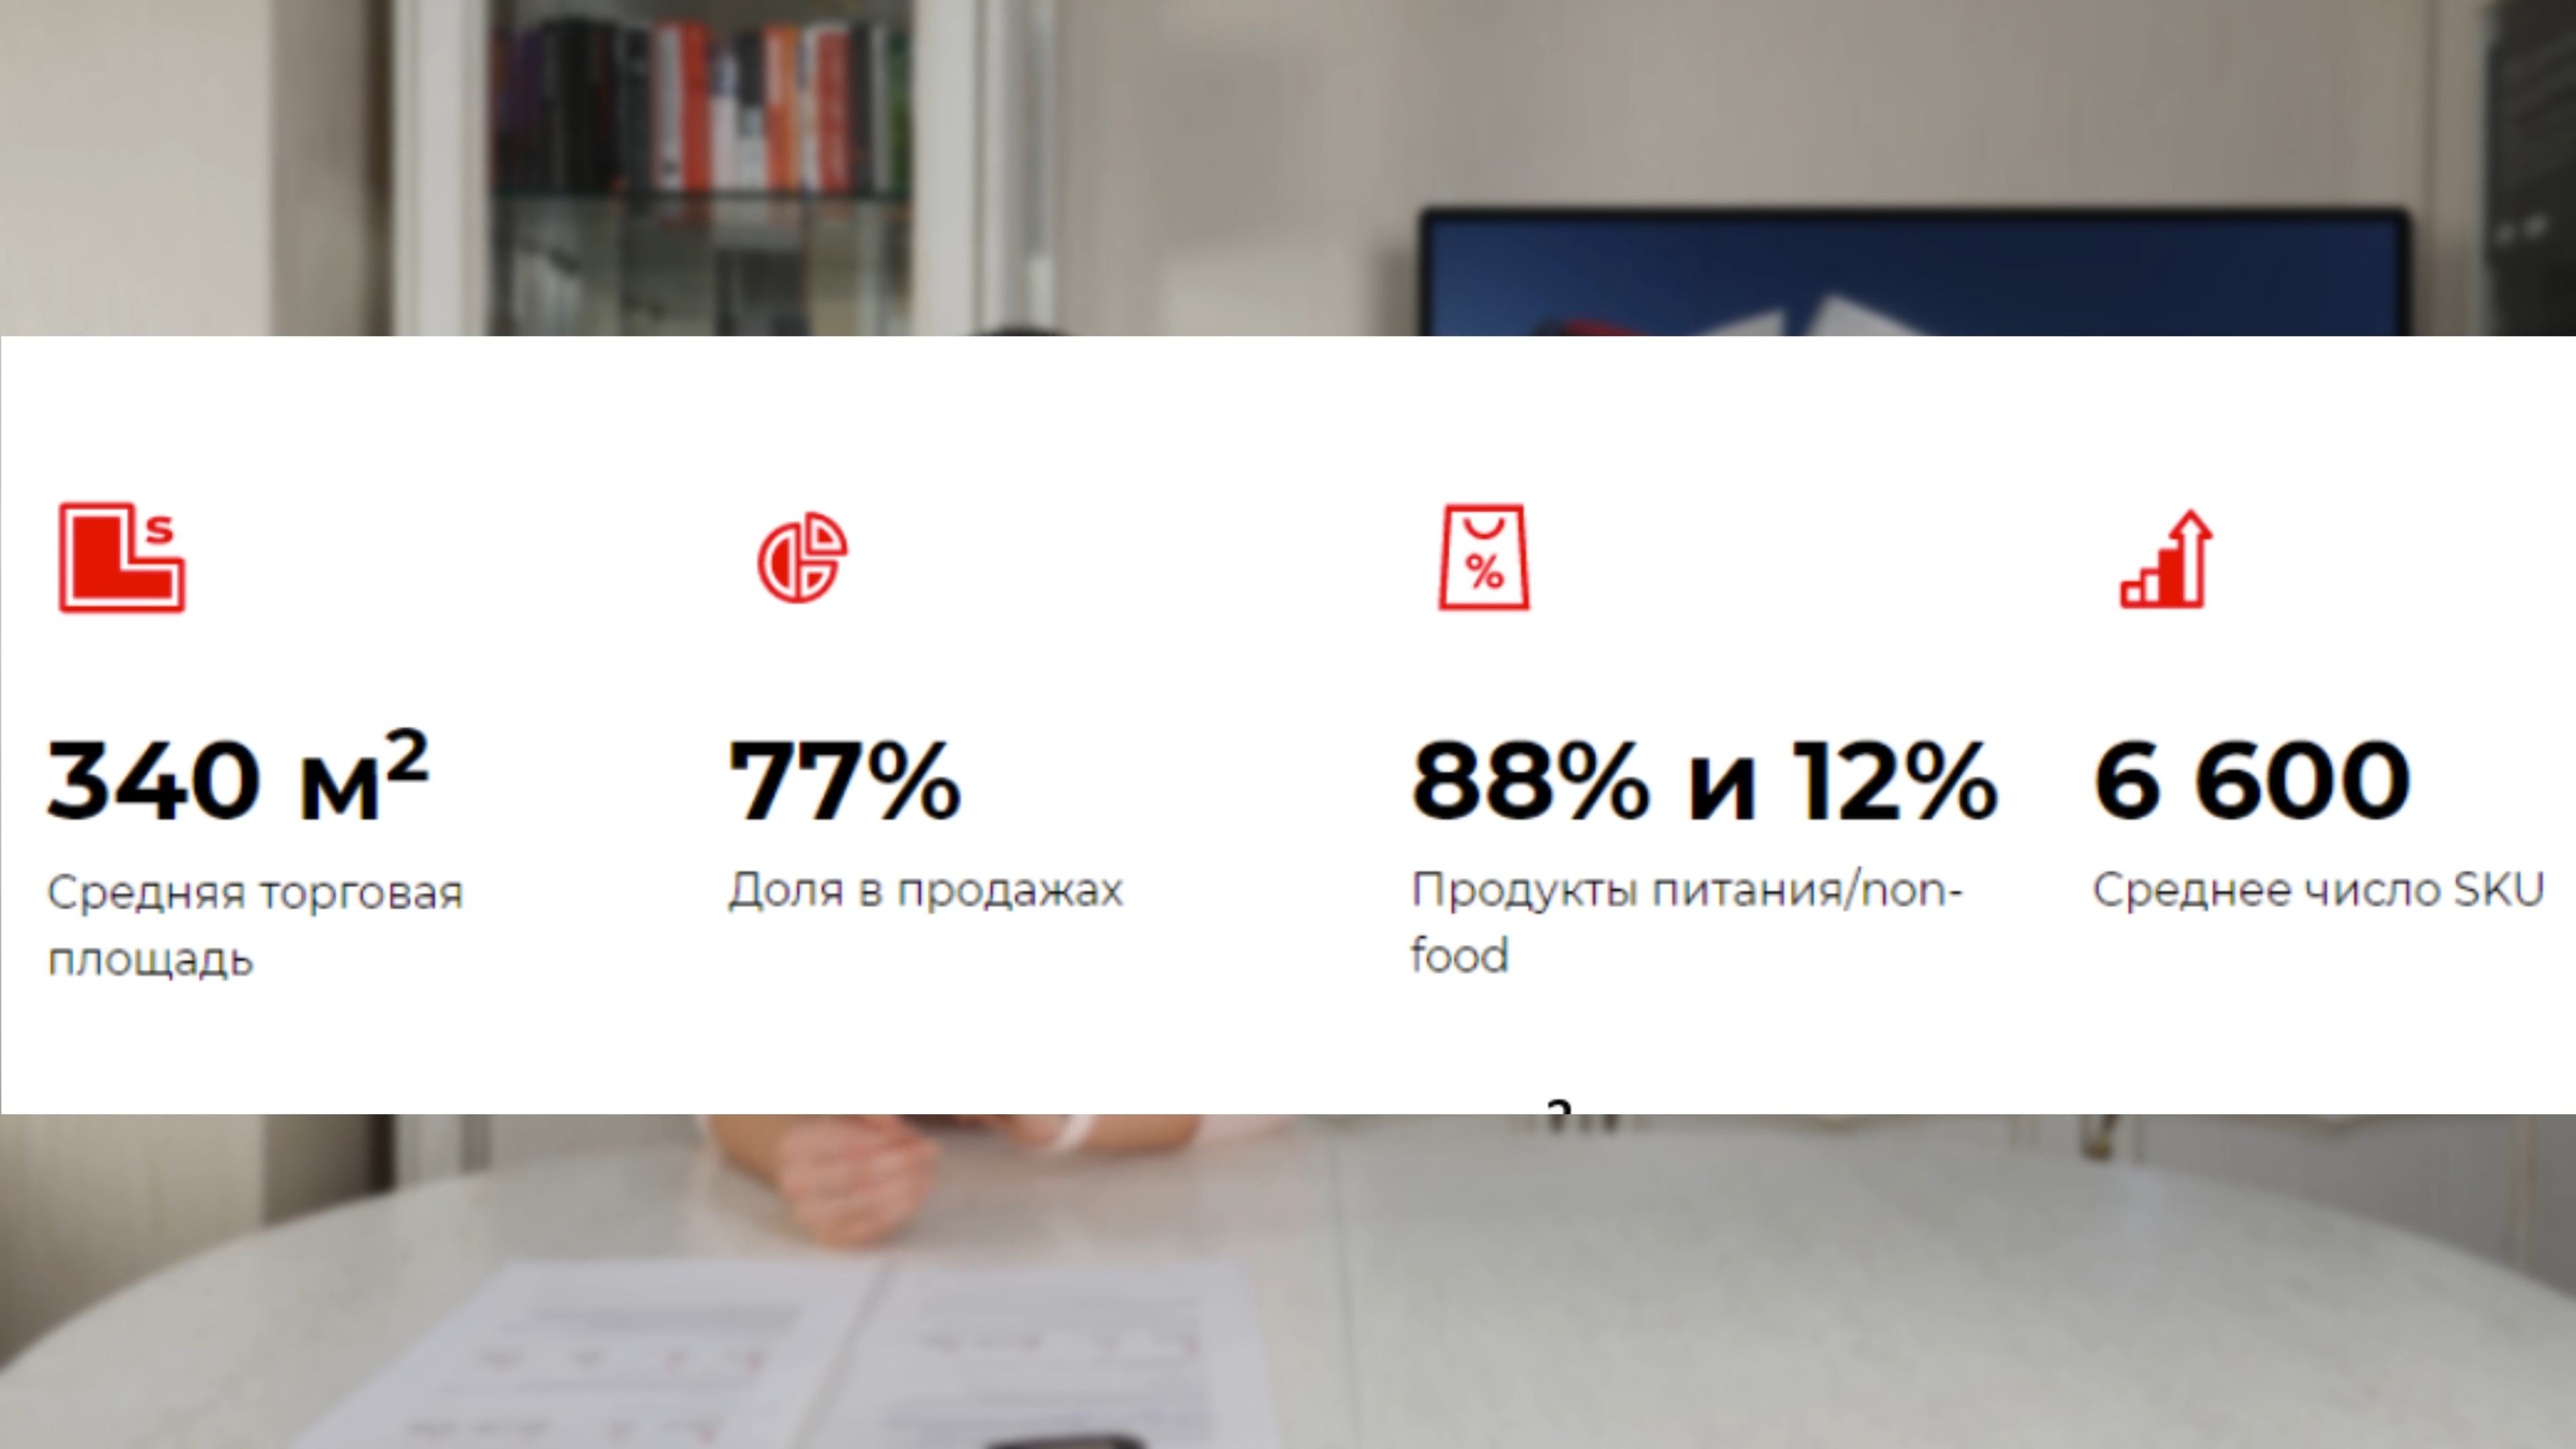 s
%
340 м²
77%
88% и 12%
6 600
Средняя торговая
площадь
Доля в продажах
Продукты питания/non-
food
Среднее число SKU